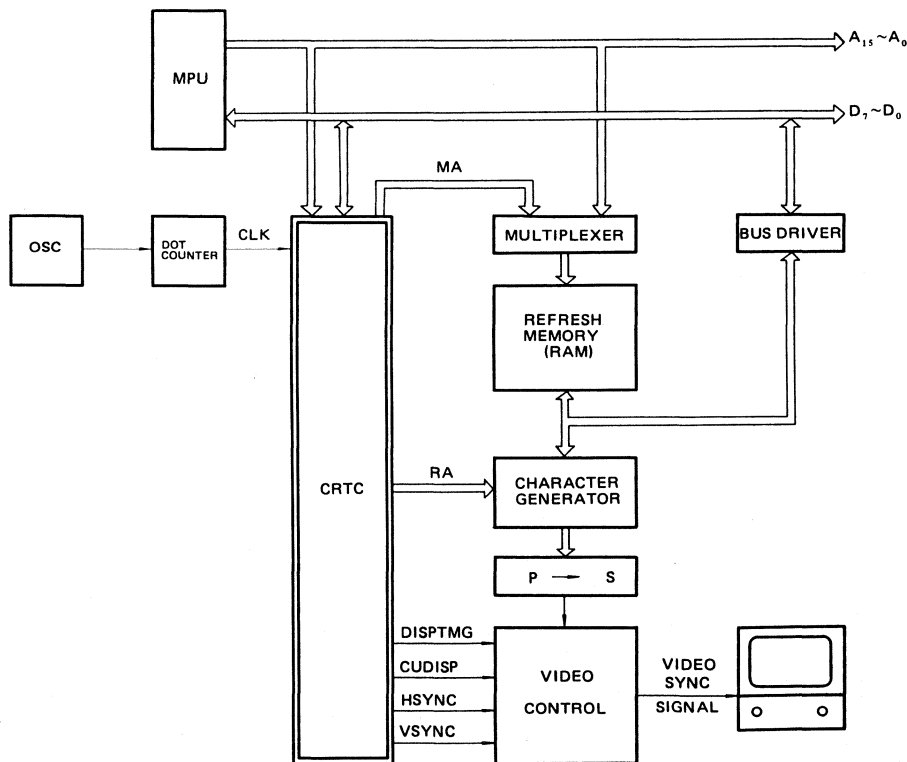 A₁₅~A₀
MPU
D₇~D₀
MA
OSC
DOT
COUNTER
CLK
MULTIPLEXER
BUS DRIVER
REFRESH
MEMORY
(RAM)
CRTC
RA
CHARACTER
GENERATOR
P → S
DISPTMG
CUDISP
HSYNC
VSYNC
VIDEO
CONTROL
VIDEO
SYNC
SIGNAL